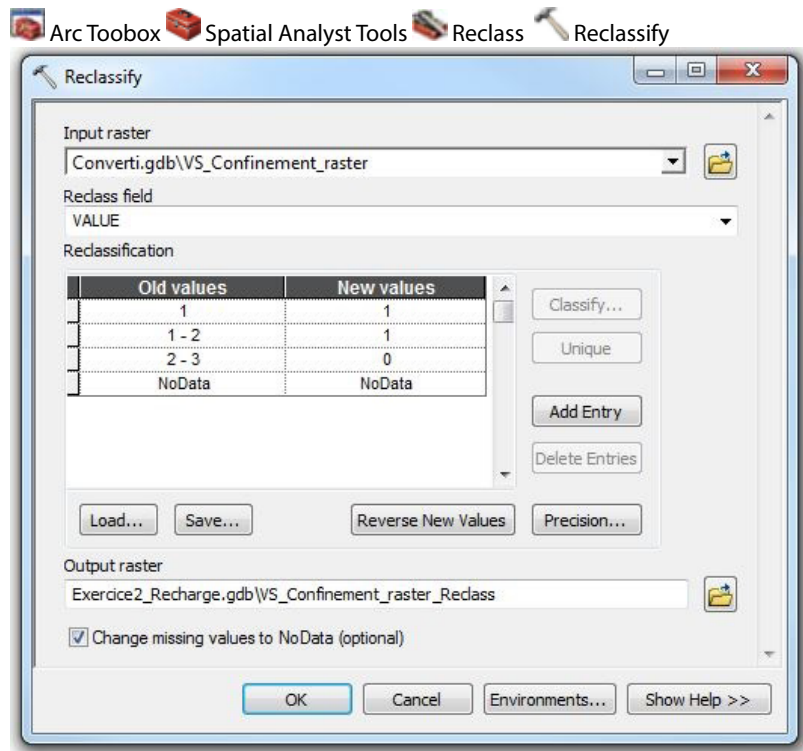 Arc Toobox Spatial Analyst Tools Reclass Reclassify
Reclassify
Input raster
Converti.gdb\VS_Confinement_raster
Reclass field
VALUE
Reclassification
Old values New values
1 1
1 - 2 1
2 - 3 0
NoData NoData
Classify...
Unique
Add Entry
Delete Entries
Load... Save... Reverse New Values Precision...
Output raster
Exercice2_Recharge.gdb\VS_Confinement_raster_Reclass
Change missing values to NoData (optional)
OK Cancel Environments... Show Help >>